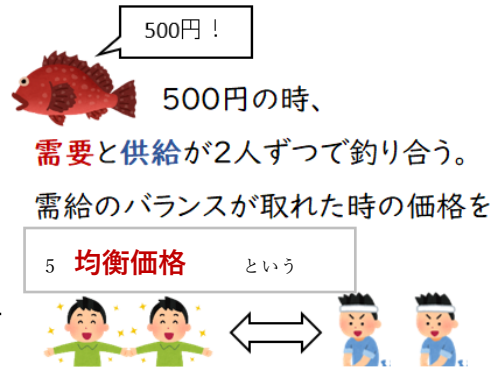 500円！
500円の時、
需要と供給が2人ずつで釣り合う。
需給のバランスが取れた時の価格を
5 均衡価格 という